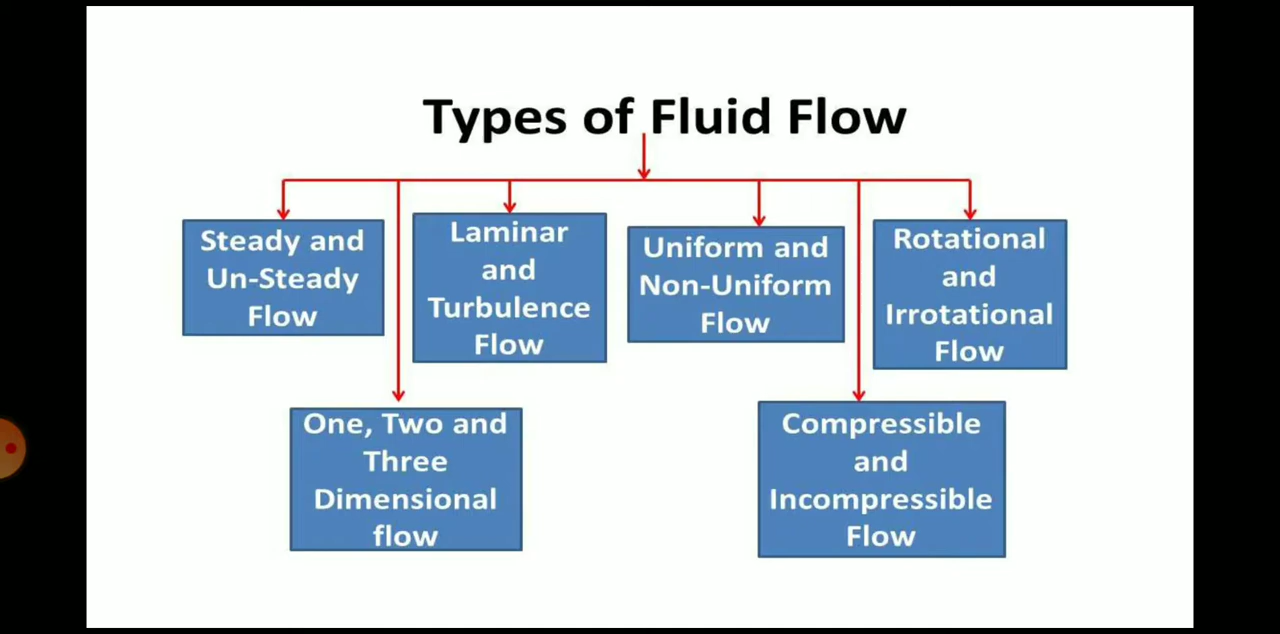 Types of Fluid Flow
Steady and
Un-Steady
Flow
Laminar
and
Turbulence
Flow
Uniform and
Non-Uniform
Flow
Rotational
and
Irrotational
Flow
One, Two and
Three
Dimensional
flow
Compressible
and
Incompressible
Flow